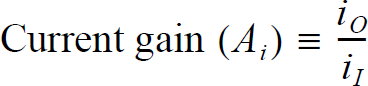 Current gain (A_i) ≡ i_O / i_I